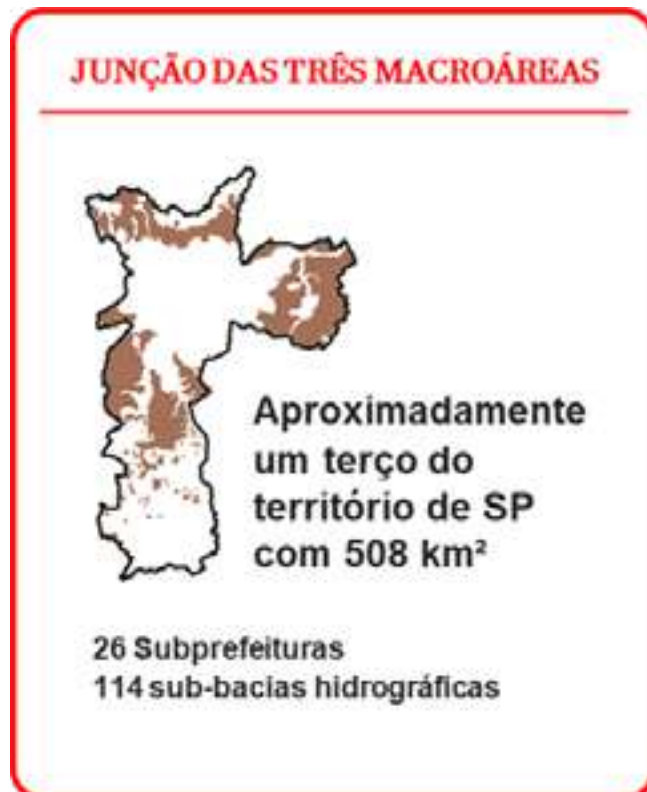 JUNÇÃO DAS TRÊS MACROÁREAS
Aproximadamente
um terço do
território de SP
com 508 km²
26 Subprefeituras
114 sub-bacias hidrográficas